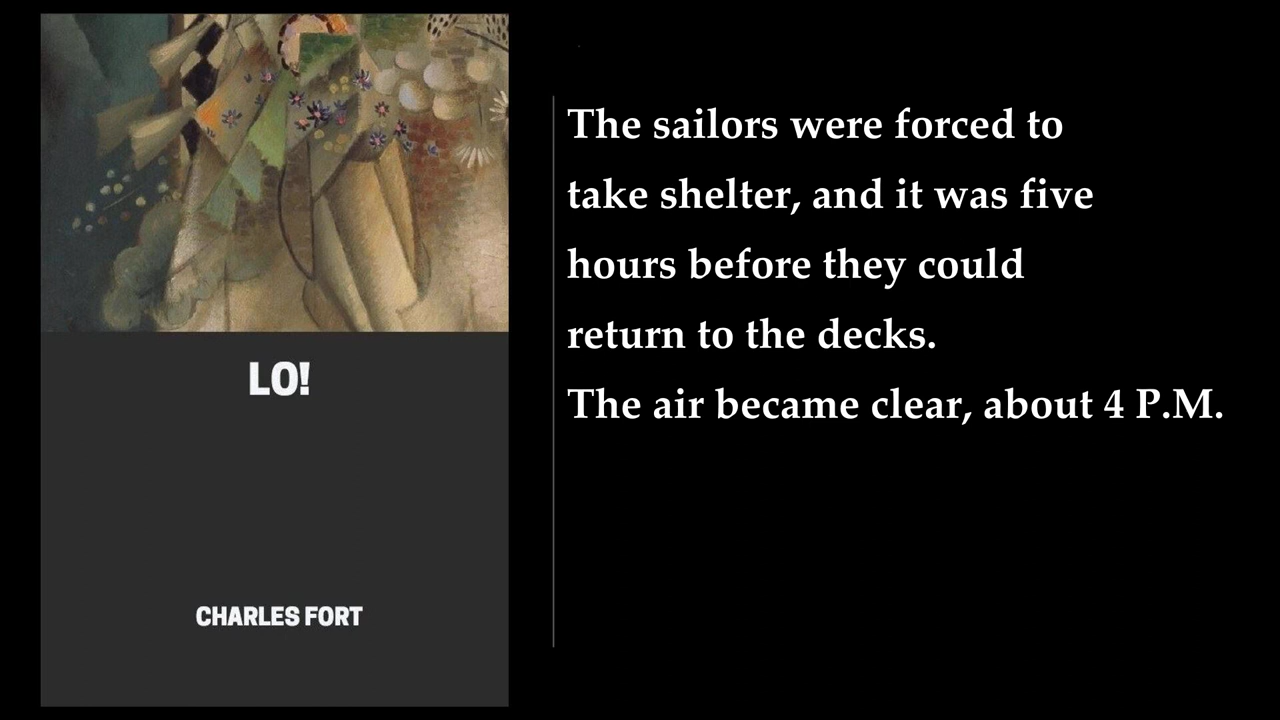 LO!
CHARLES FORT
The sailors were forced to
take shelter, and it was five
hours before they could
return to the decks.
The air became clear, about 4 P.M.